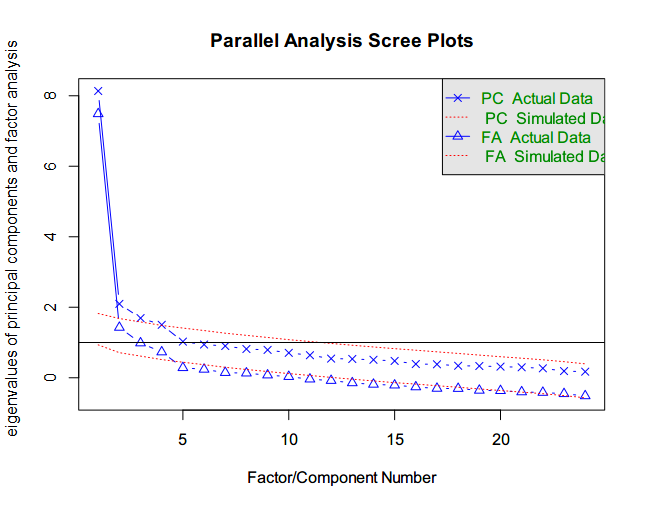 Parallel Analysis Scree Plots
eigenvalues of principal components and factor analysis
8
6
4
2
0
PC Actual Data
PC Simulated Da
FA Actual Data
FA Simulated Da
5
10
15
20
Factor/Component Number